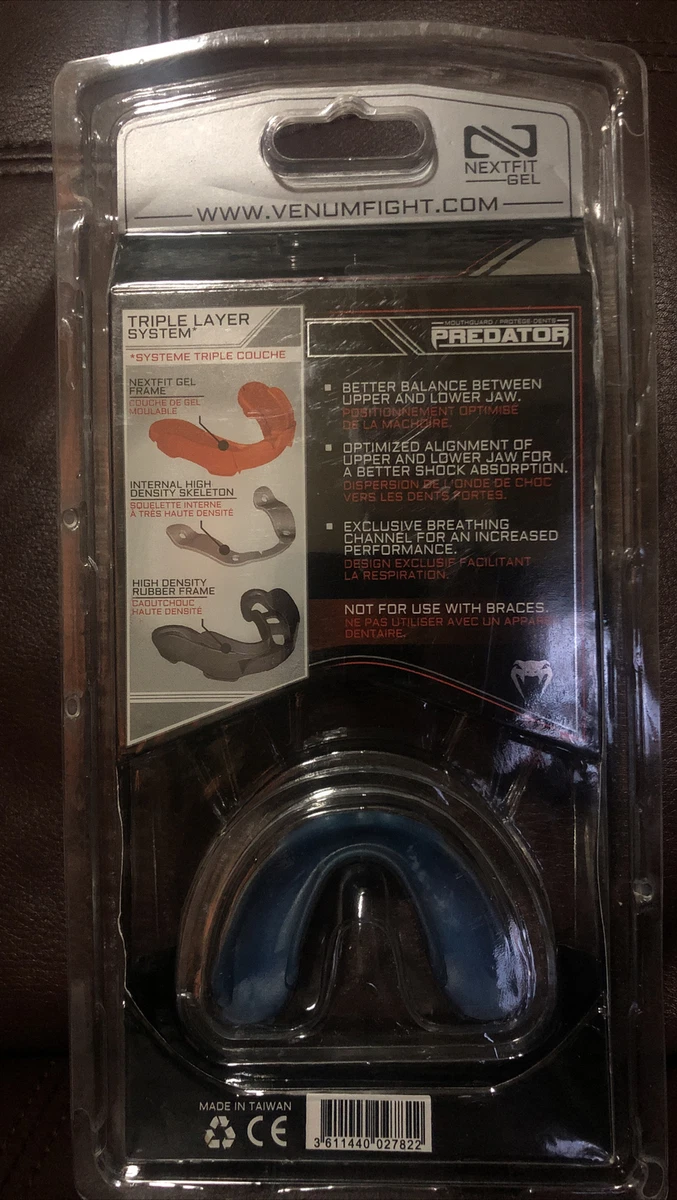 NEXTFIT
GEL
WWW.VENUMFIGHT.COM
TRIPLE LAYER
SYSTEM*
*SYSTEME TRIPLE COUCHE
NEXTFIT GEL
FRAME
COUCHE DE GEL
MOULABLE
INTERNAL HIGH
DENSITY SKELETON
SQUELETTE INTERNE
À TRÈS HAUTE DENSITÉ
HIGH DENSITY
RUBBER FRAME
CAOUTCHOUC
HAUTE DENSITÉ
MOUTHGUARD / PROTÈGE-DENTS
PREDATOR
BETTER BALANCE BETWEEN
UPPER AND LOWER JAW.
POSITIONNEMENT OPTIMISÉ
DE LA MACHOIRE.
OPTIMIZED ALIGNMENT OF
UPPER AND LOWER JAW FOR
A BETTER SHOCK ABSORPTION.
DISPERSION DE L'ONDE DE CHOC
VERS LES DENTS FORTES.
EXCLUSIVE BREATHING
CHANNEL FOR AN INCREASED
PERFORMANCE.
DESIGN EXCLUSIF FACILITANT
LA RESPIRATION.
NOT FOR USE WITH BRACES.
NE PAS UTILISER AVEC UN
DENTAIRE.
MADE IN TAIWAN
CE
3 611440 027822